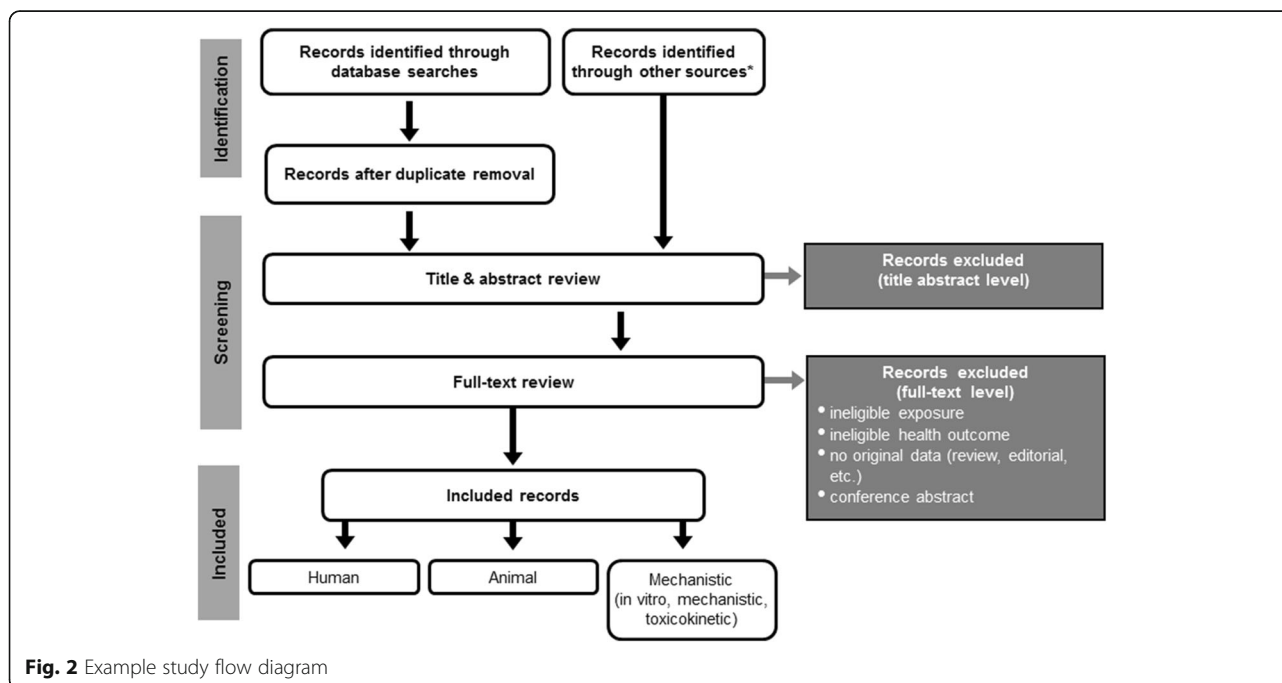 Identification
Records identified through
database searches
Records identified
through other sources*
Records after duplicate removal
Screening
Title & abstract review
Records excluded
(title abstract level)
Full-text review
Records excluded
(full-text level)
• ineligible exposure
• ineligible health outcome
• no original data (review, editorial,
etc.)
• conference abstract
Included
Included records
Human
Animal
Mechanistic
(in vitro, mechanistic,
toxicokinetic)
Fig. 2 Example study flow diagram